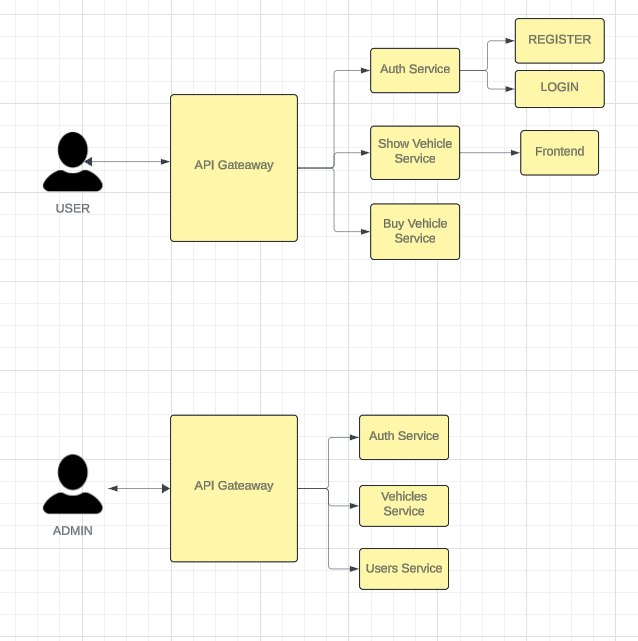 REGISTER
Auth Service
LOGIN
Show Vehicle
Service
Frontend
API Gateaway
USER
Buy Vehicle
Service
Auth Service
API Gateaway
Vehicles
Service
ADMIN
Users Service